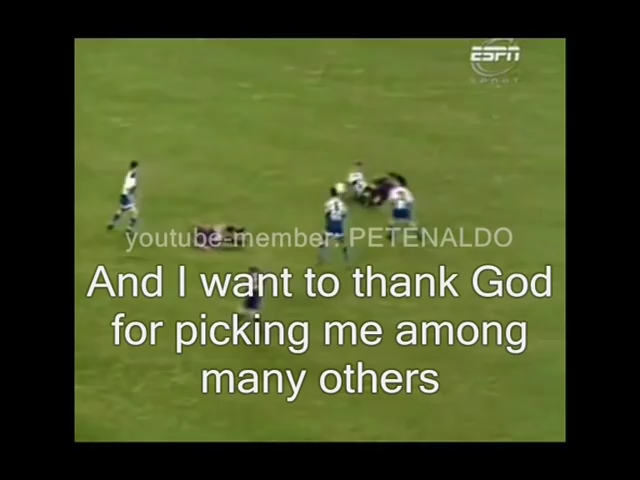 ESPN
SPORT
youtube-member: PETENALDO
And I want to thank God
for picking me among
many others